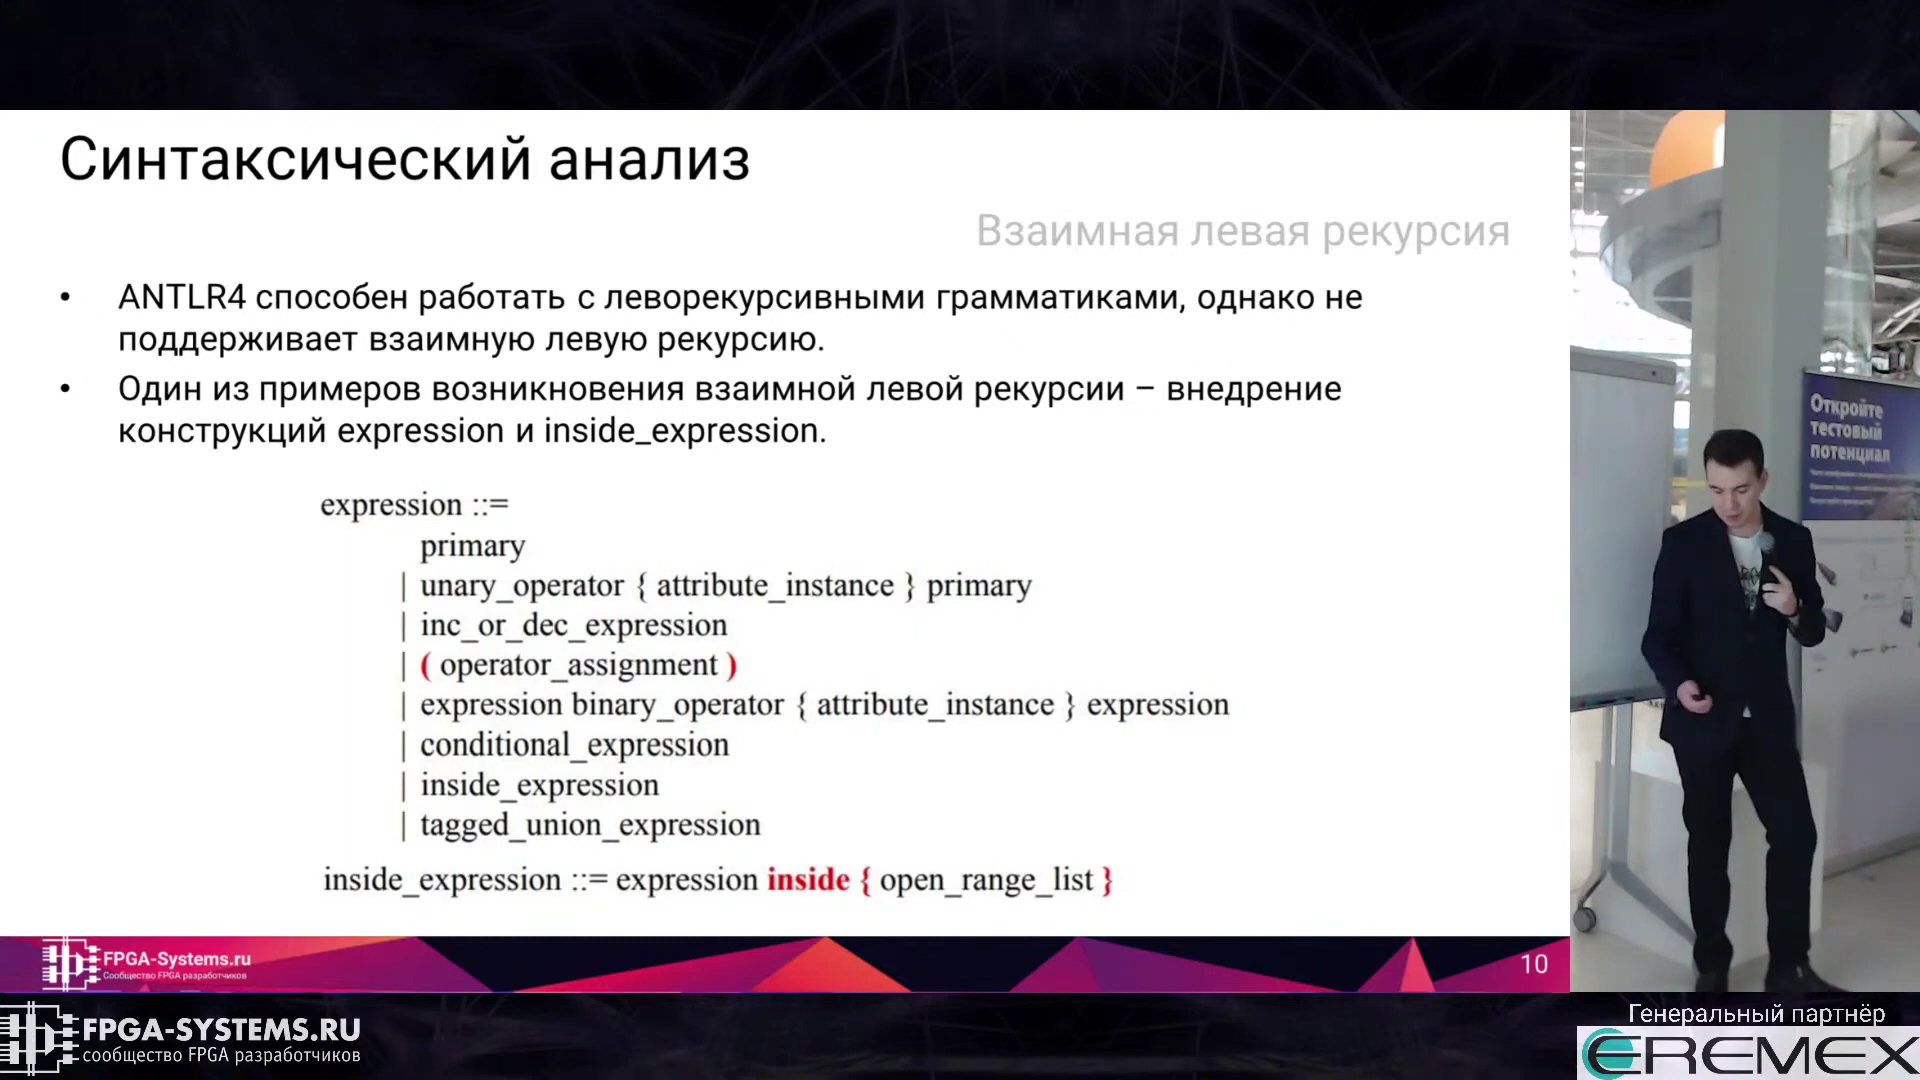 Синтаксический анализ
Взаимная левая рекурсия
• ANTLR4 способен работать с леворекурсивными грамматиками, однако не
поддерживает взаимную левую рекурсию.
• Один из примеров возникновения взаимной левой рекурсии – внедрение
конструкций expression и inside_expression.
expression ::=
primary
| unary_operator { attribute_instance } primary
| inc_or_dec_expression
| ( operator_assignment )
| expression binary_operator { attribute_instance } expression
| conditional_expression
| inside_expression
| tagged_union_expression
inside_expression ::= expression inside { open_range_list }
FPGA-Systems.ru
Сообщество FPGA разработчиков
10
Откройте
тестовый
потенциал
FPGA-SYSTEMS.RU
сообщество FPGA разработчиков
Генеральный партнёр
EREMEX